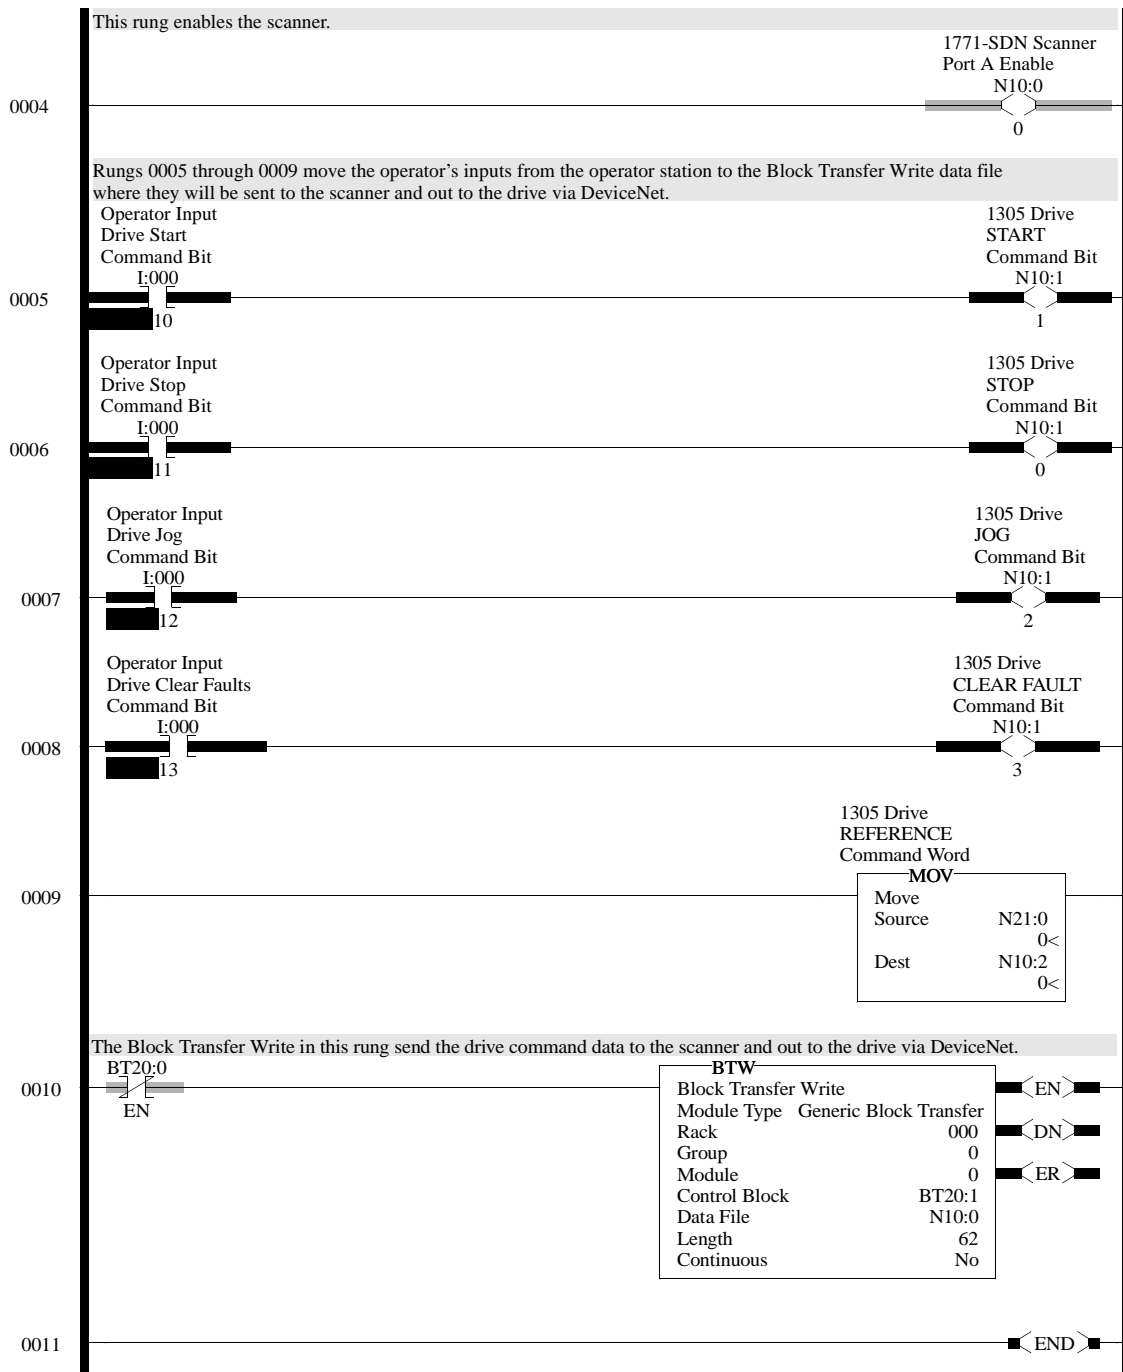 This rung enables the scanner.
1771-SDN Scanner
Port A Enable
N10:0
0004
0
Rungs 0005 through 0009 move the operator's inputs from the operator station to the Block Transfer Write data file
where they will be sent to the scanner and out to the drive via DeviceNet.
Operator Input 1305 Drive
Drive Start START
Command Bit Command Bit
I:000 N10:1
0005
10 1
Operator Input 1305 Drive
Drive Stop STOP
Command Bit Command Bit
I:000 N10:1
0006
11 0
Operator Input 1305 Drive
Drive Jog JOG
Command Bit Command Bit
I:000 N10:1
0007
12 2
Operator Input 1305 Drive
Drive Clear Faults CLEAR FAULT
Command Bit Command Bit
I:000 N10:1
0008
13 3
1305 Drive
REFERENCE
Command Word
MOV
0009
Move
Source N21:0
0<
Dest N10:2
0<
The Block Transfer Write in this rung send the drive command data to the scanner and out to the drive via DeviceNet.
BT20:0 BTW
0010 Block Transfer Write EN
EN Module Type Generic Block Transfer
Rack 000 DN
Group 0
Module 0 ER
Control Block BT20:1
Data File N10:0
Length 62
Continuous No
0011 END